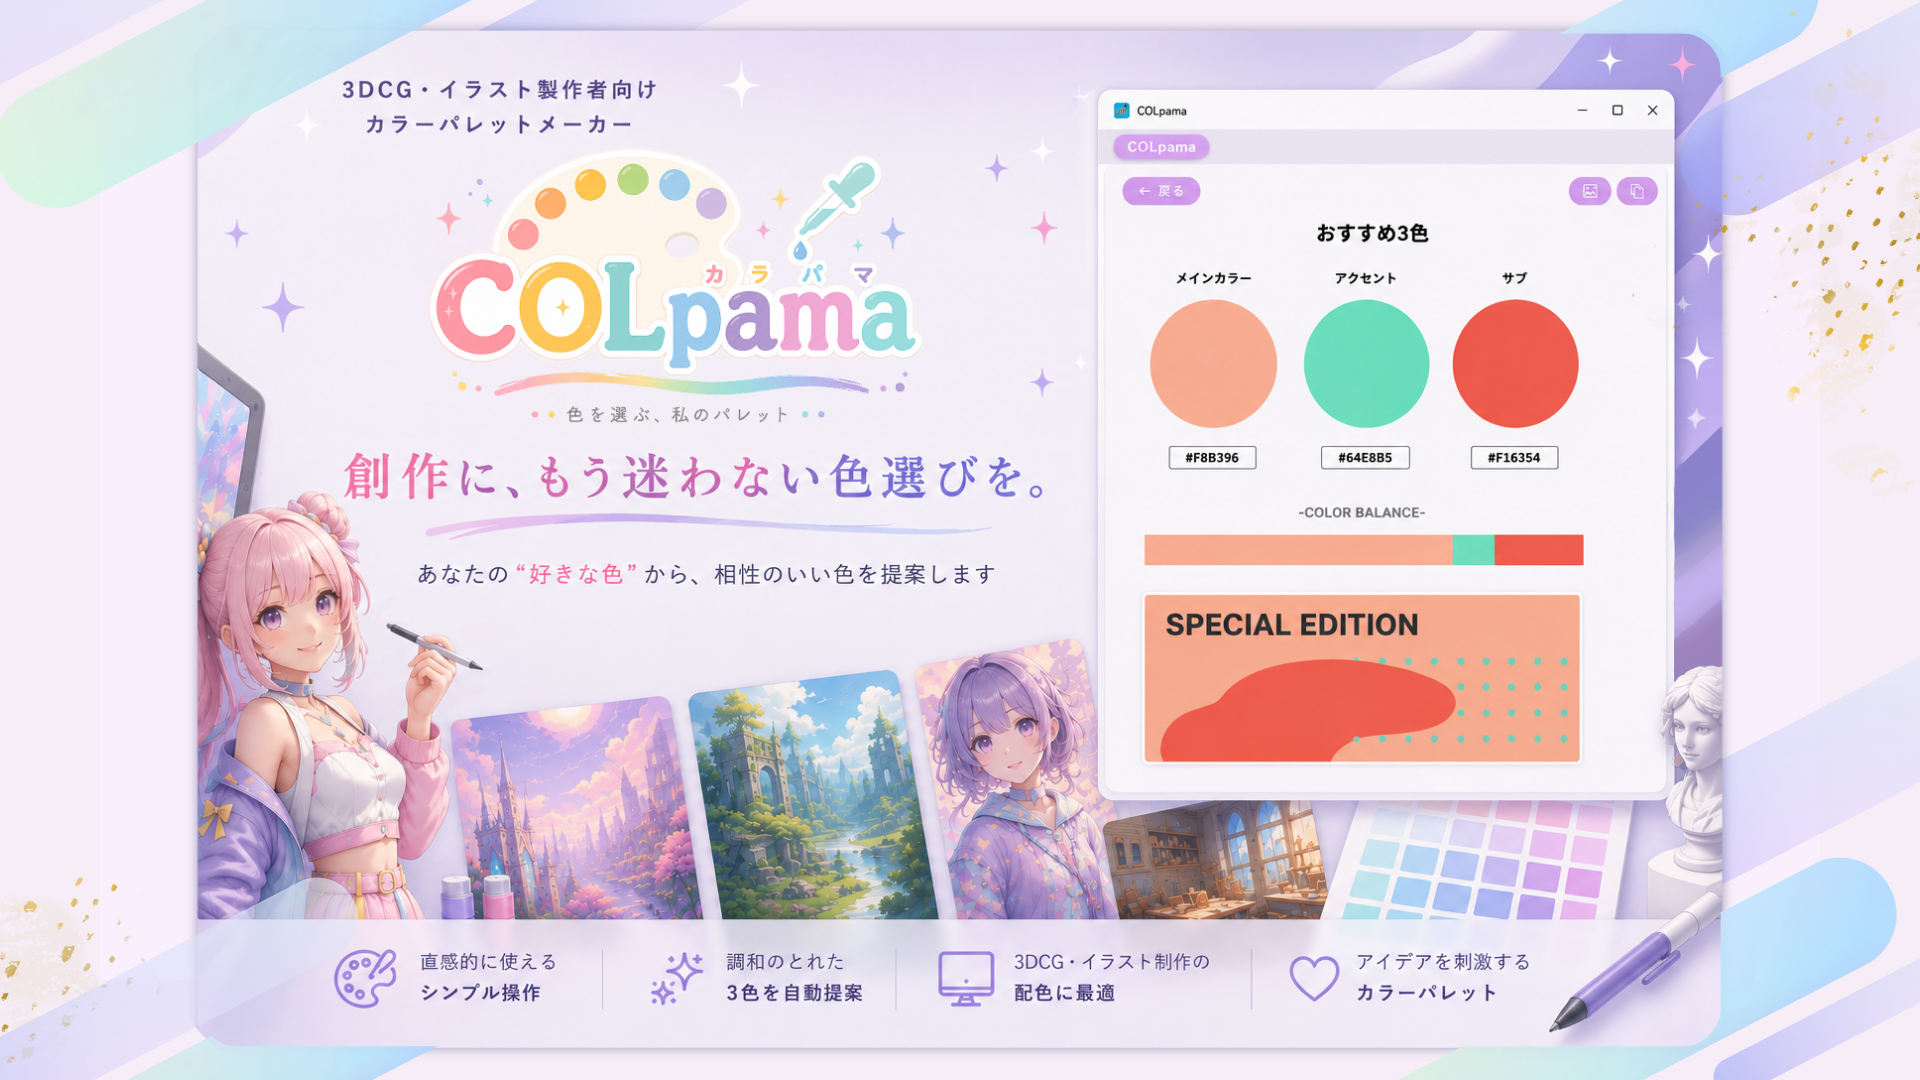 3DCG・イラスト製作者向け
カラーパレットメーカー
カラパマ
COLpama
色を選ぶ、私のパレット
創作に、もう迷わない色選びを。
あなたの“好きな色”から、相性のいい色を提案します
COLpama
COLpama
← 戻る
おすすめ3色
メインカラー アクセント サブ
#F8B396 #64E8B5 #F16354
-COLOR BALANCE-
SPECIAL EDITION
直感的に使える
シンプル操作
調和のとれた
3色を自動提案
3DCG・イラスト制作の
配色に最適
アイデアを刺激する
カラーパレット